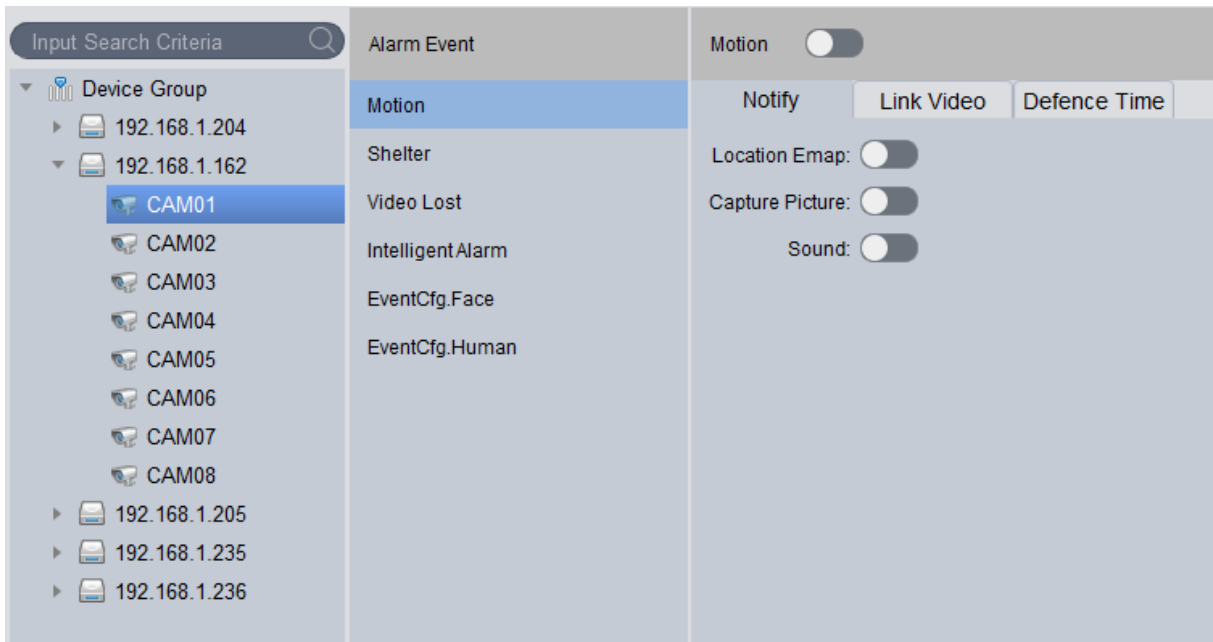 Input Search Criteria
Device Group
192.168.1.204
192.168.1.162
CAM01
CAM02
CAM03
CAM04
CAM05
CAM06
CAM07
CAM08
192.168.1.205
192.168.1.235
192.168.1.236
Alarm Event
Motion
Shelter
Video Lost
Intelligent Alarm
EventCfg.Face
EventCfg.Human
Motion
Notify Link Video Defence Time
Location Emap:
Capture Picture:
Sound: